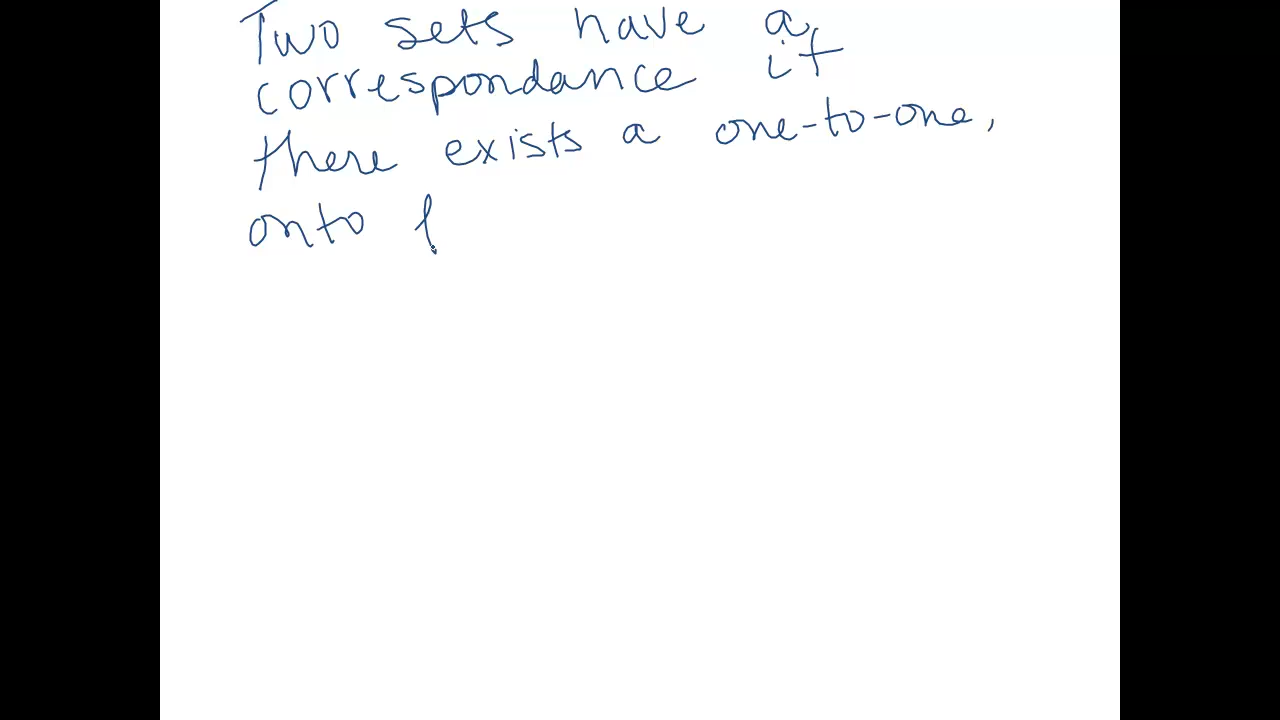 Two sets have a
correspondance if
there exists a one-to-one,
onto f